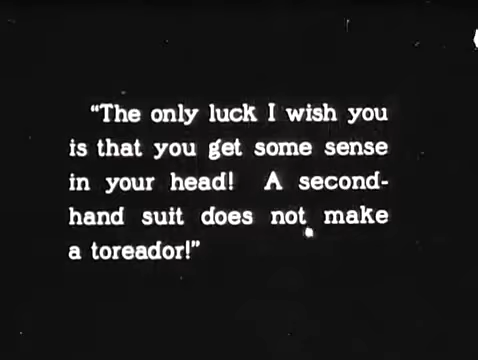 "The only luck I wish you
is that you get some sense
in your head! A second-
hand suit does not make
a toreador!"